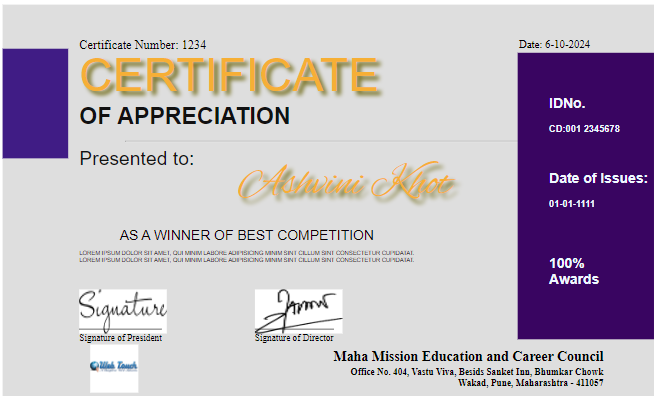 Certificate Number: 1234
Date: 6-10-2024
CERTIFICATE
OF APPRECIATION
IDNo.
CD:001 2345678
Presented to:
Ashvini Khot
Date of Issues:
01-01-1111
AS A WINNER OF BEST COMPETITION
LOREM IPSUM DOLOR SIT AMET, QUI MINIM LABORE ADIPISICING MINIM SINT CILLUM SINT CONSECTETUR CUPIDATAT.
LOREM IPSUM DOLOR SIT AMET, QUI MINIM LABORE ADIPISICING MINIM SINT CILLUM SINT CONSECTETUR CUPIDATAT.
100%
Awards
Signature
Signature of President
Signature of Director
Web Touch
Maha Mission Education and Career Council
Office No. 404, Vastu Viva, Besids Sanket Inn, Bhumkar Chowk
Wakad, Pune, Maharashtra - 411057